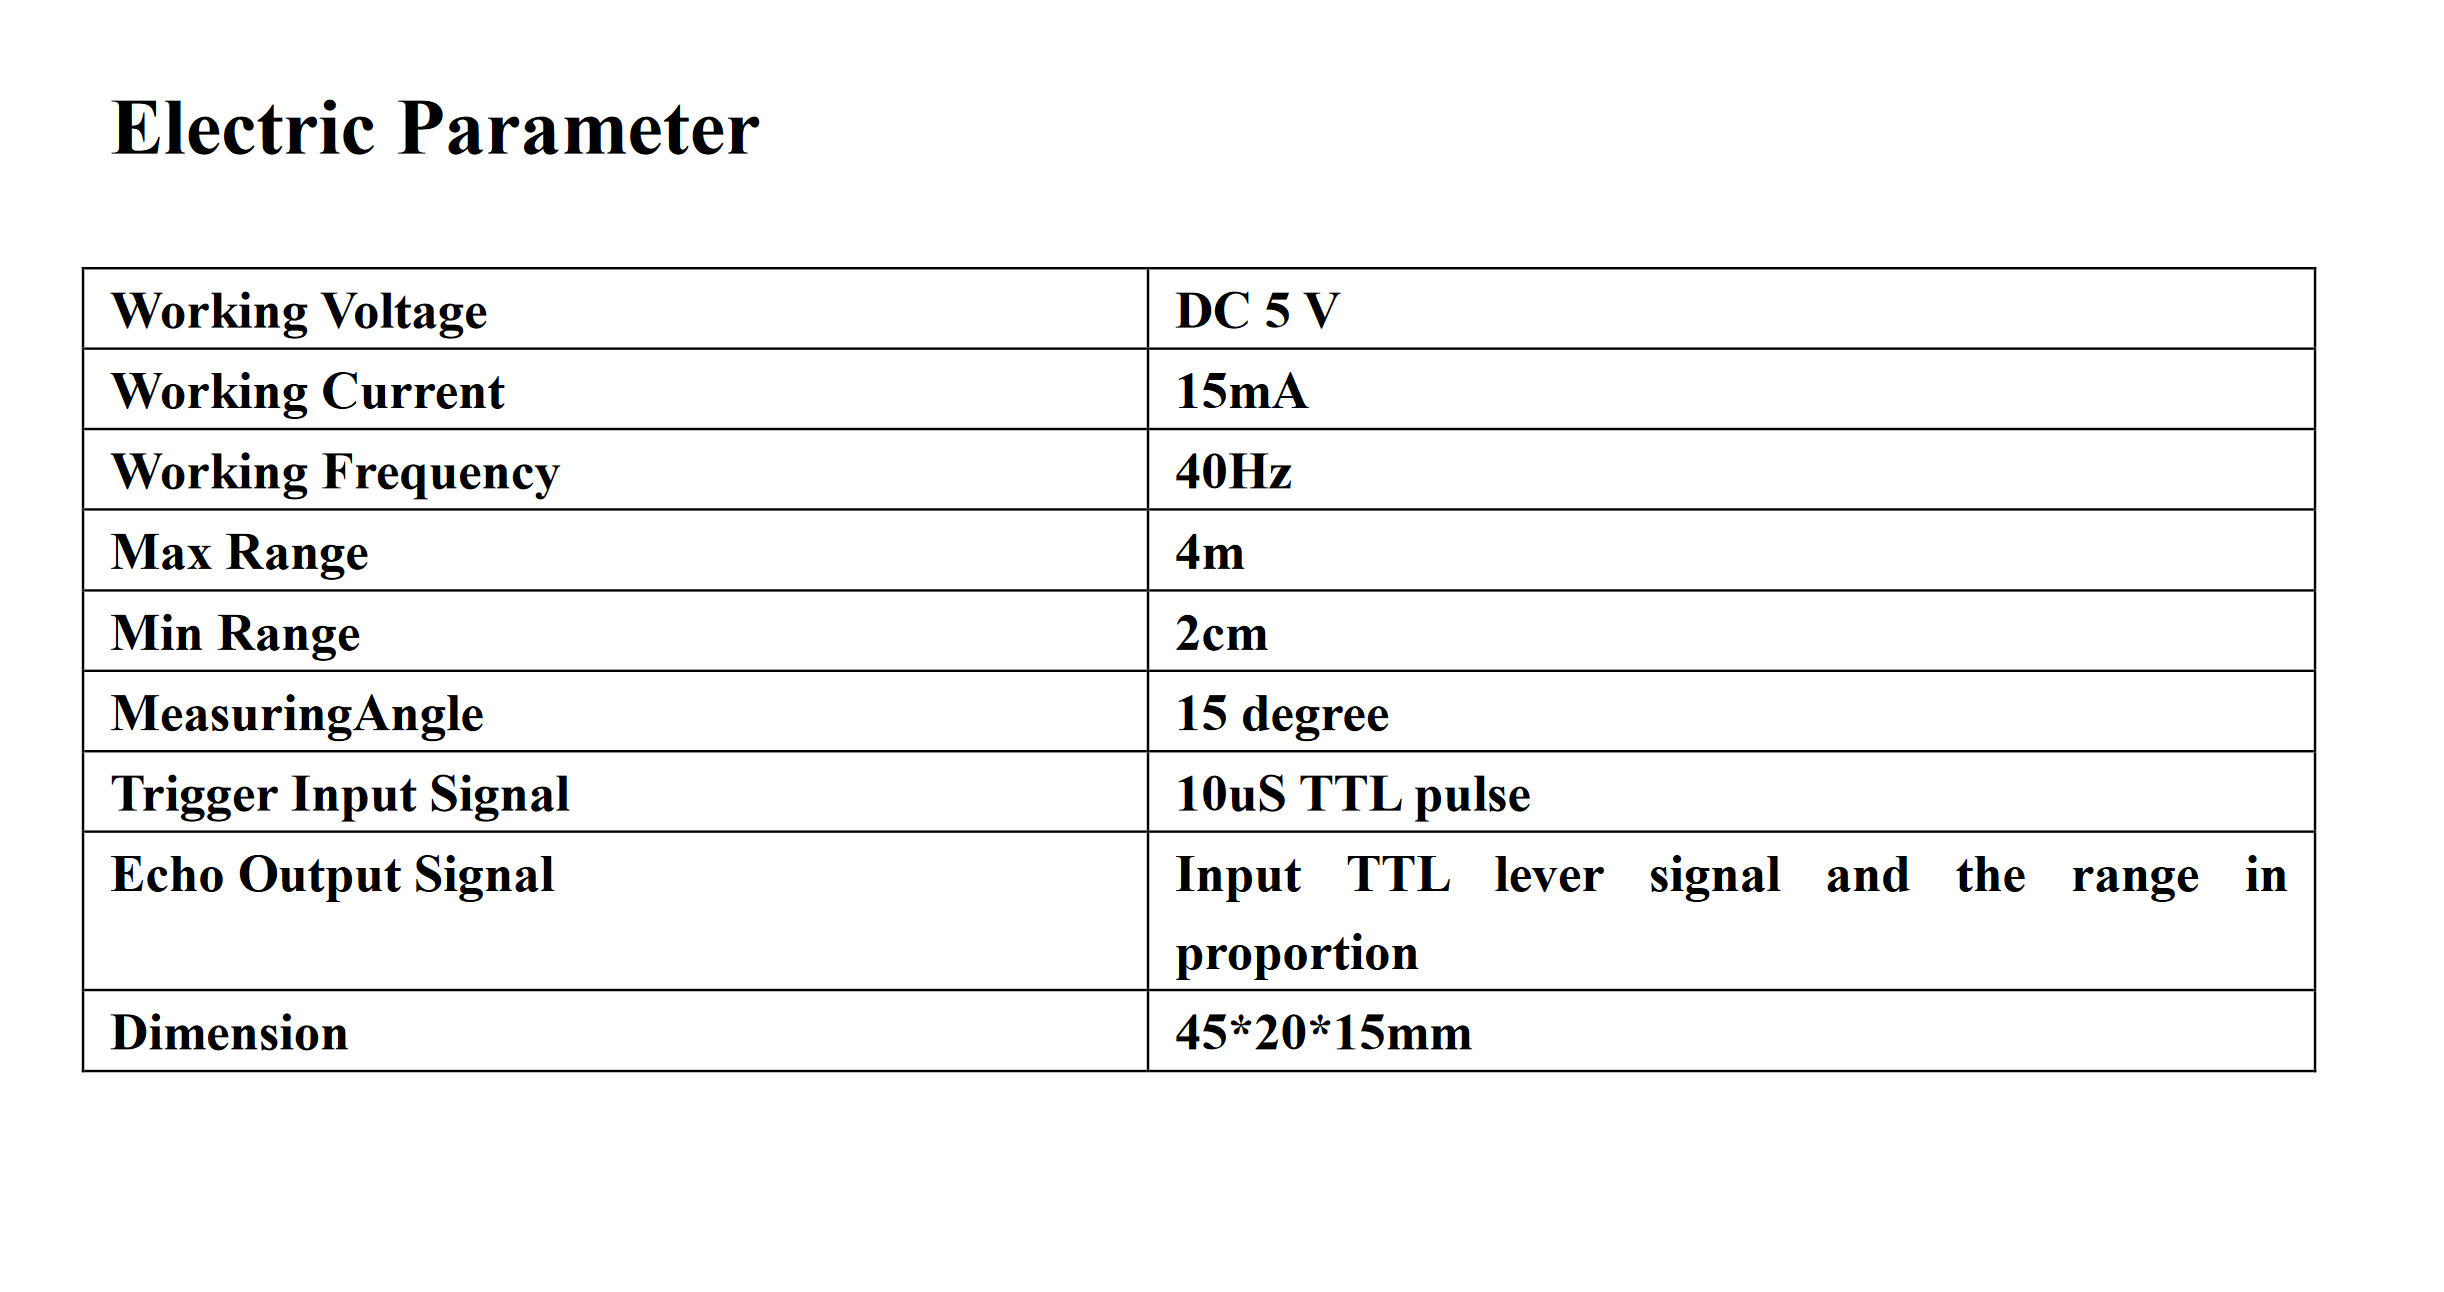 Electric Parameter
Working Voltage DC 5 V
Working Current 15mA
Working Frequency 40Hz
Max Range 4m
Min Range 2cm
MeasuringAngle 15 degree
Trigger Input Signal 10uS TTL pulse
Echo Output Signal Input TTL lever signal and the range in
proportion
Dimension 45*20*15mm